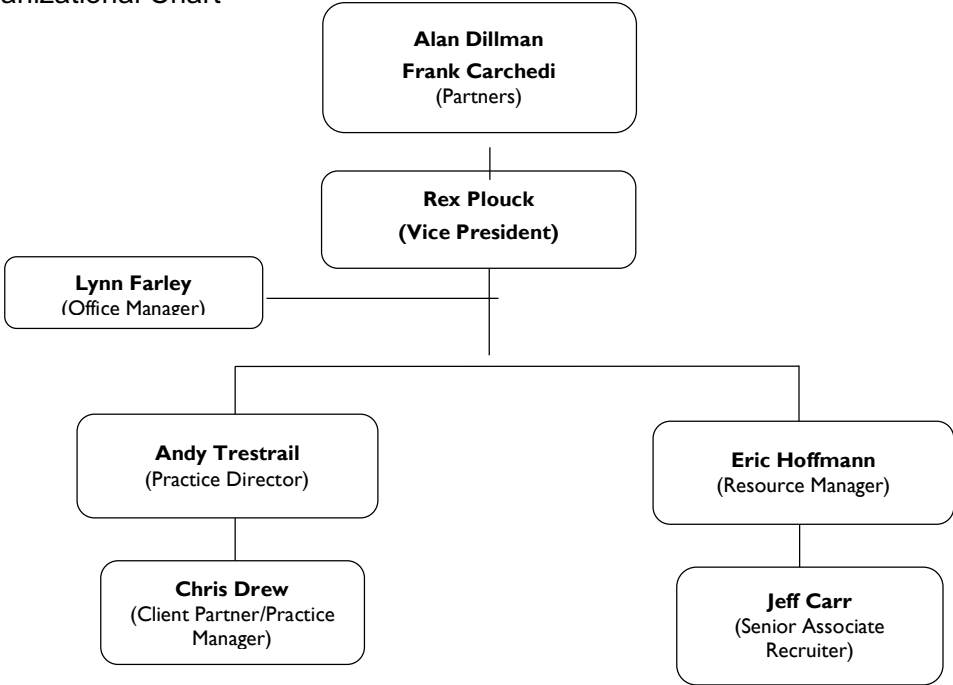 Alan Dillman
Frank Carchedi
(Partners)
Rex Plouck
(Vice President)
Lynn Farley
(Office Manager)
Andy Trestrail
(Practice Director)
Eric Hoffmann
(Resource Manager)
Chris Drew
(Client Partner/Practice
Manager)
Jeff Carr
(Senior Associate
Recruiter)